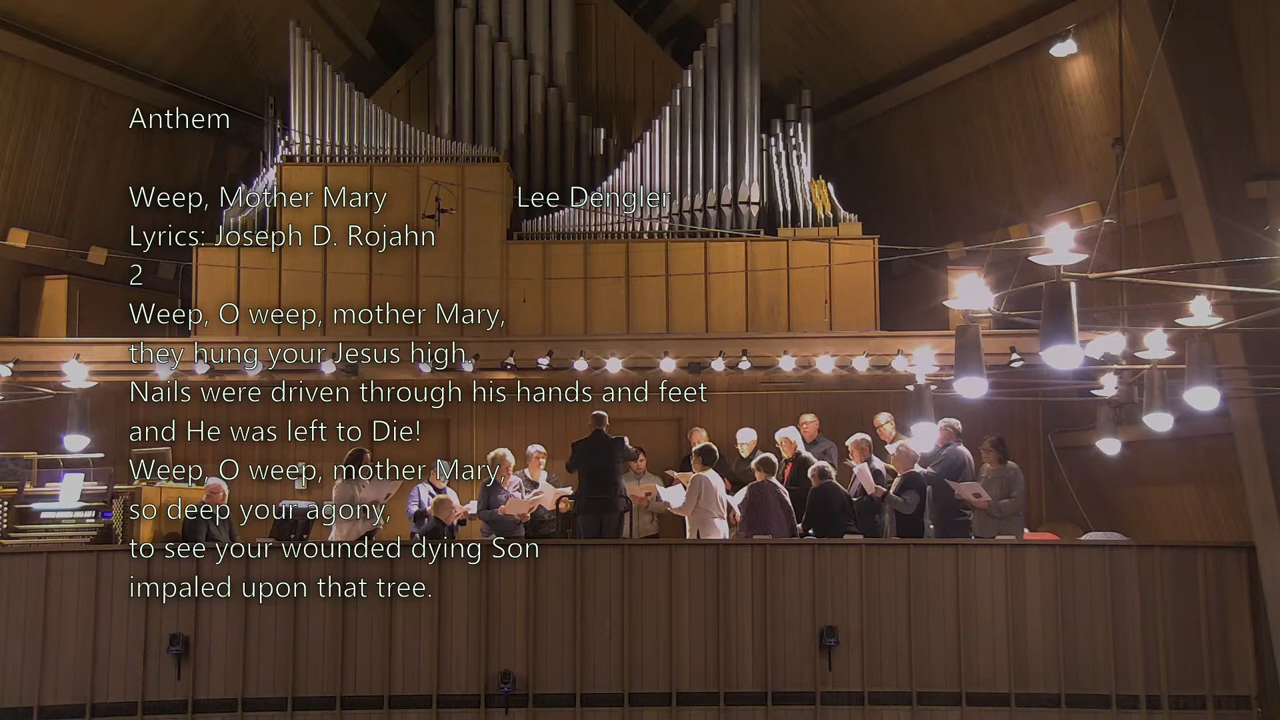 Anthem
Weep, Mother Mary Lee Dengler
Lyrics: Joseph D. Rojahn
2
Weep, O weep, mother Mary,
they hung your Jesus high.
Nails were driven through his hands and feet
and He was left to Die!
Weep, O weep, mother Mary,
so deep your agony,
to see your wounded dying Son
impaled upon that tree.